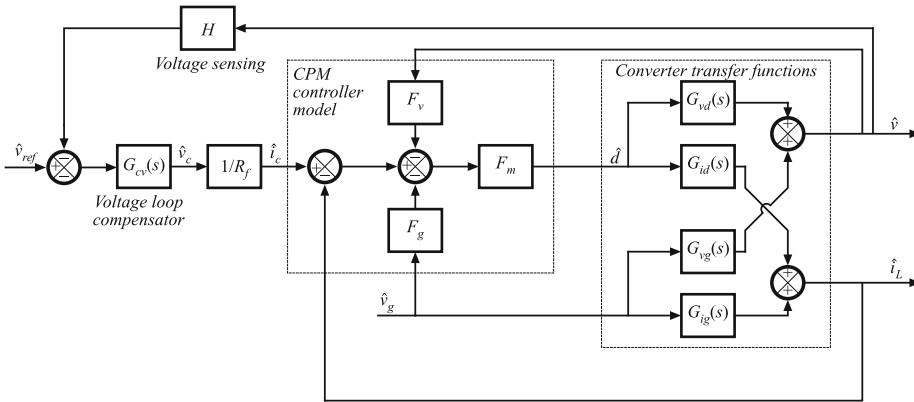 H
Voltage sensing
CPM
controller
model
Converter transfer functions
F_v
G_vd(s)
v̂
v̂_ref
G_cv(s)
v̂_c
1/R_f
î_c
F_m
d̂
G_id(s)
Voltage loop
compensator
F_g
G_vg(s)
v̂_g
G_ig(s)
î_L
+
−
−
+
−
+
−
−
−
+
+
+
+